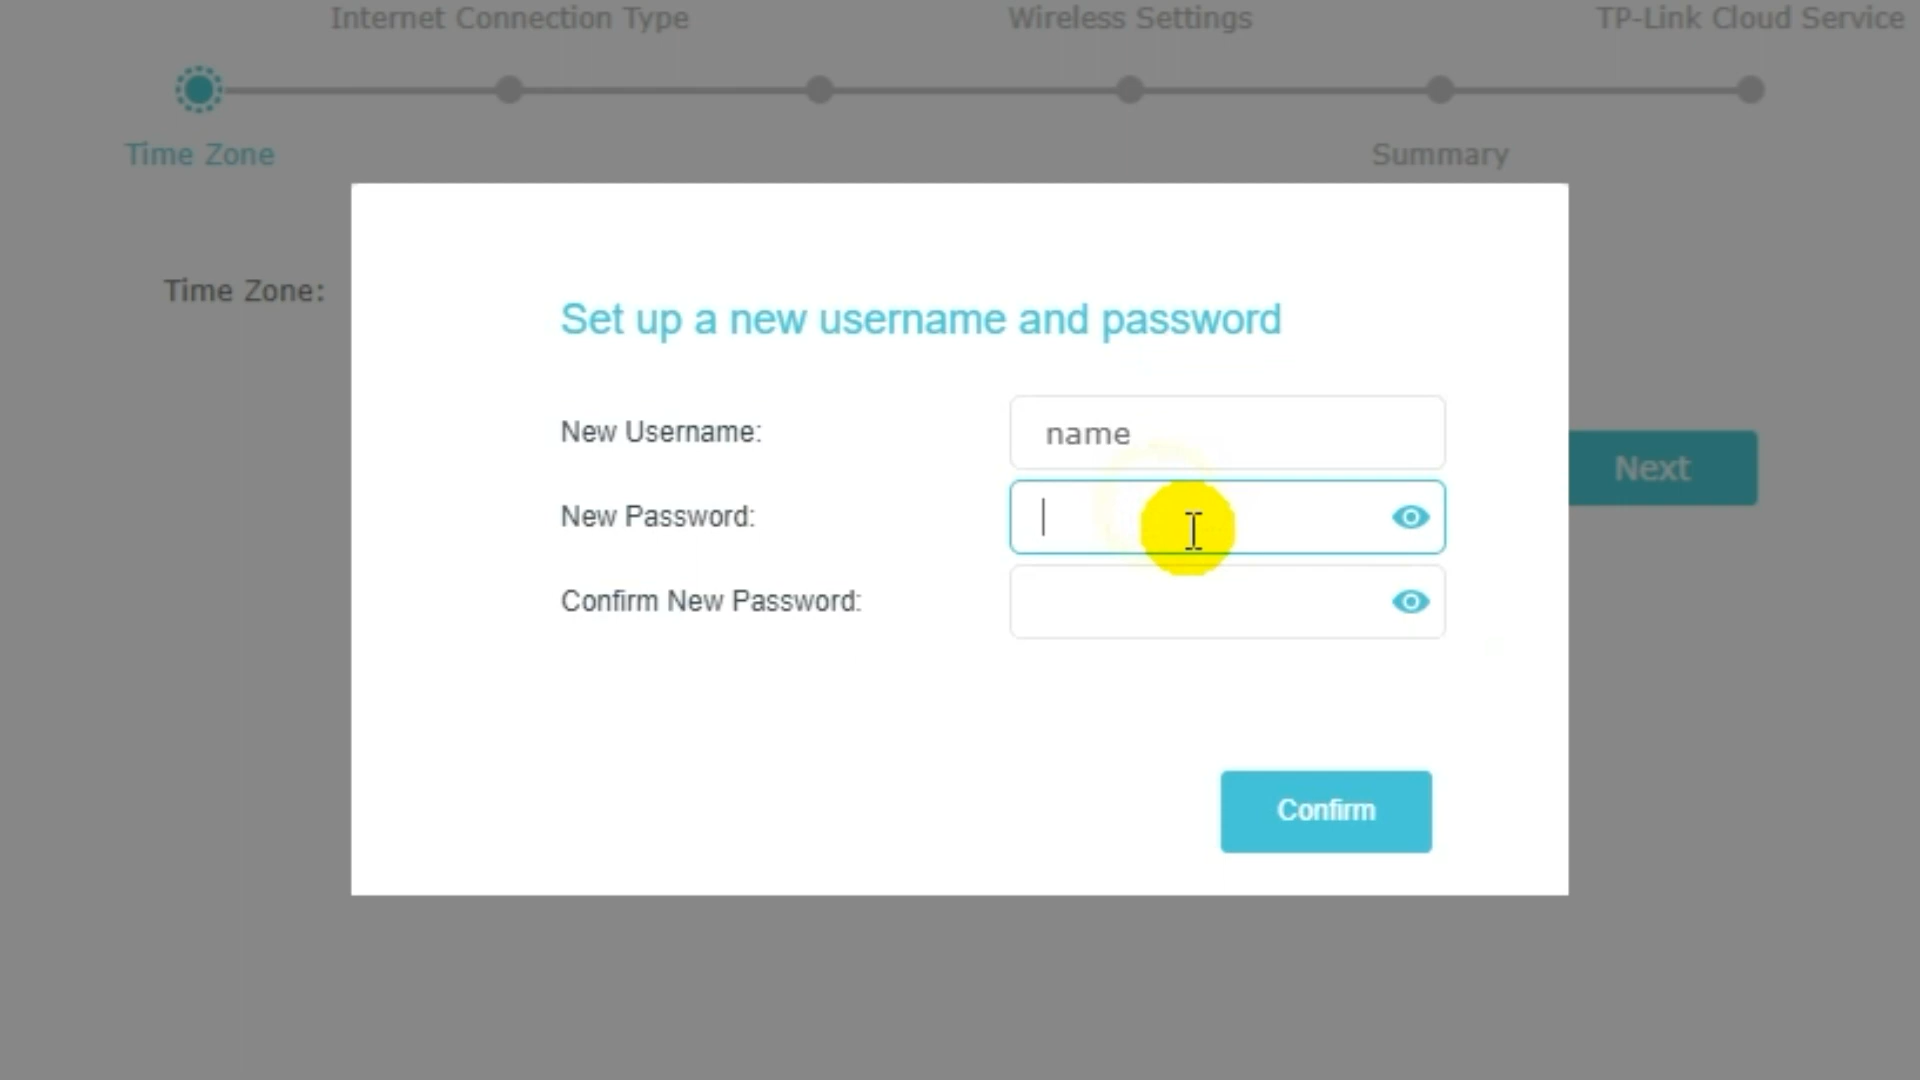 Internet Connection Type
Wireless Settings
TP-Link Cloud Service
Time Zone
Summary
Time Zone:
Set up a new username and password
New Username:
name
Next
New Password:
Confirm New Password:
Confirm